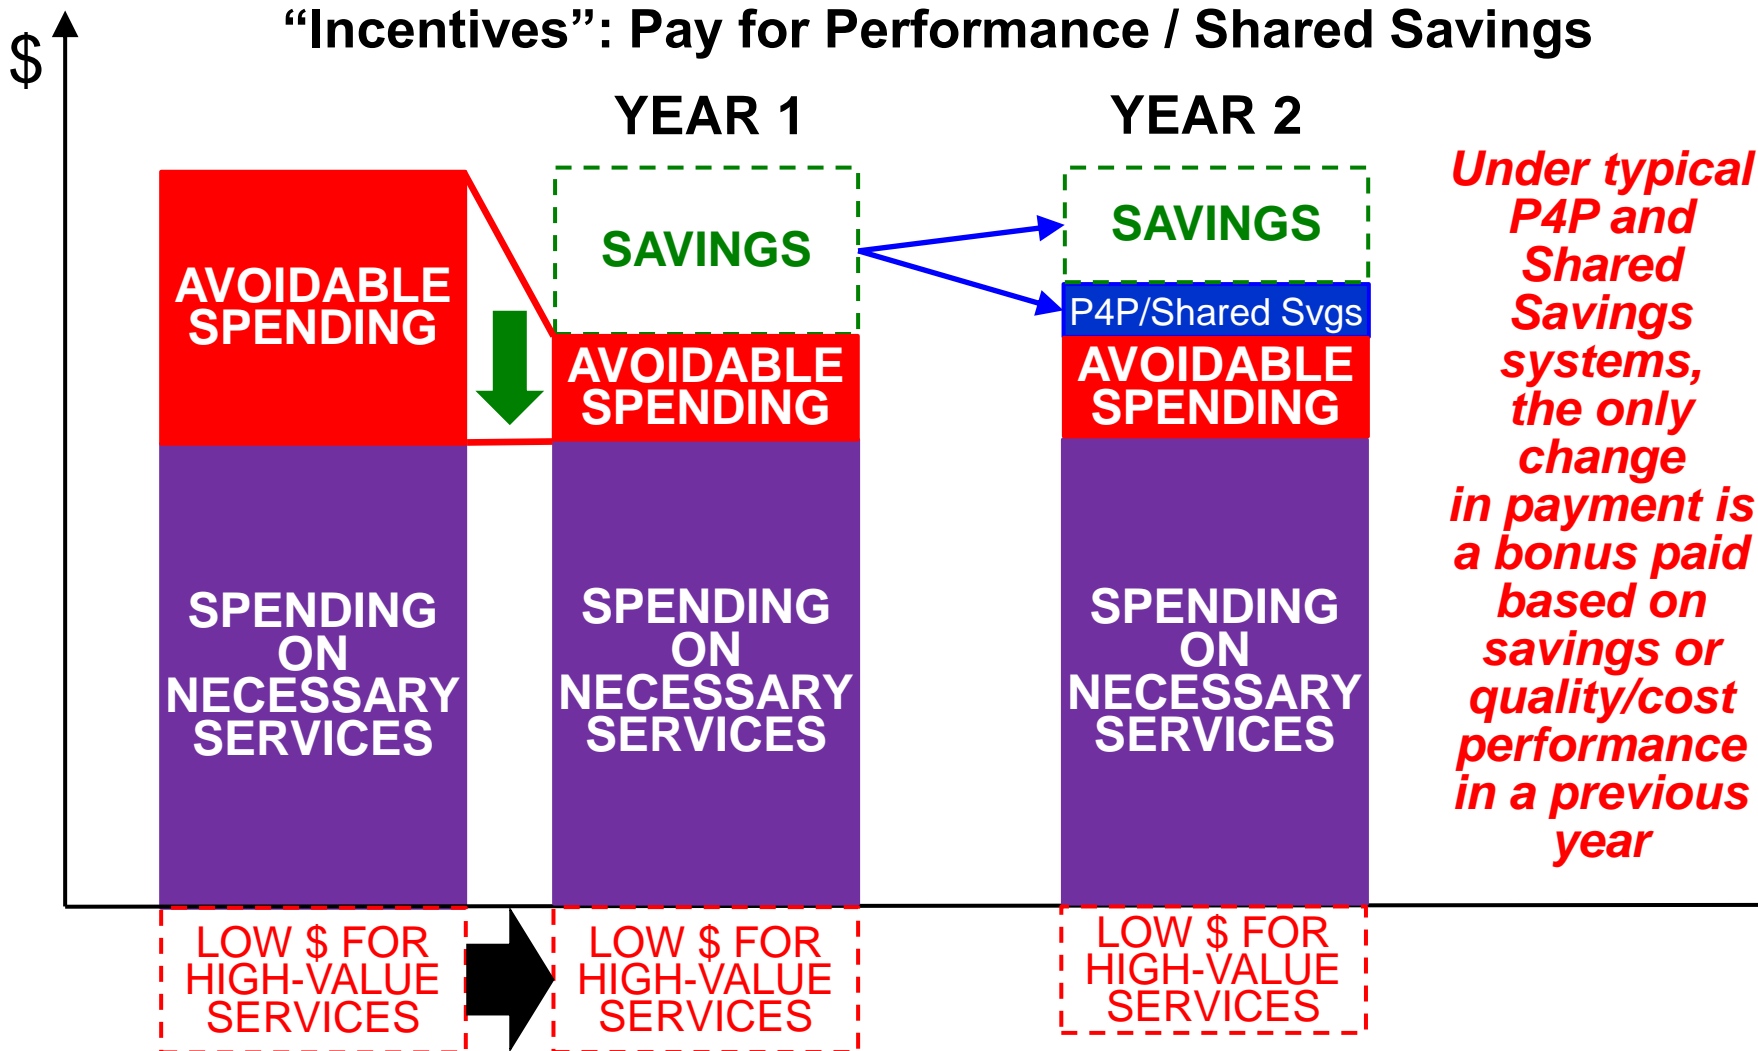 “Incentives”: Pay for Performance / Shared Savings
$
YEAR 1
YEAR 2
AVOIDABLE
SPENDING
SPENDING
ON
NECESSARY
SERVICES
LOW $ FOR
HIGH-VALUE
SERVICES
SAVINGS
AVOIDABLE
SPENDING
SPENDING
ON
NECESSARY
SERVICES
LOW $ FOR
HIGH-VALUE
SERVICES
SAVINGS
P4P/Shared Svgs
AVOIDABLE
SPENDING
SPENDING
ON
NECESSARY
SERVICES
LOW $ FOR
HIGH-VALUE
SERVICES
Under typical
P4P and
Shared
Savings
systems,
the only
change
in payment is
a bonus paid
based on
savings or
quality/cost
performance
in a previous
year